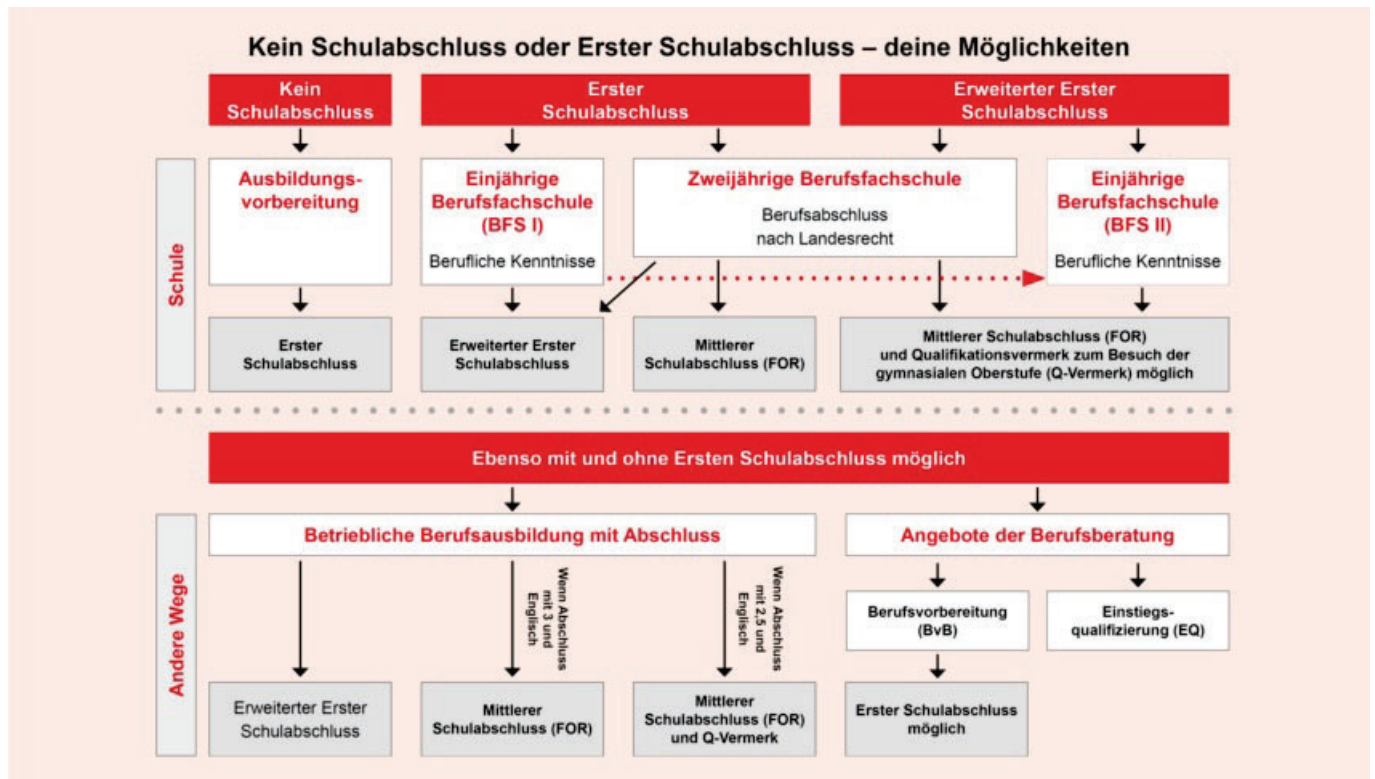 Kein Schulabschluss oder Erster Schulabschluss – deine Möglichkeiten
Kein
Schulabschluss
Erster
Schulabschluss
Erweiterter Erster
Schulabschluss
Schule
Ausbildungs-
vorbereitung
Einjährige
Berufsfachschule
(BFS I)
Berufliche Kenntnisse
Zweijährige Berufsfachschule
Berufsabschluss
nach Landesrecht
Einjährige
Berufsfachschule
(BFS II)
Berufliche Kenntnisse
Erster
Schulabschluss
Erweiterter Erster
Schulabschluss
Mittlerer
Schulabschluss (FOR)
Mittlerer Schulabschluss (FOR)
und Qualifikationsvermerk zum Besuch der
gymnasialen Oberstufe (Q-Vermerk) möglich
Ebenso mit und ohne Ersten Schulabschluss möglich
Andere Wege
Betriebliche Berufsausbildung mit Abschluss
Angebote der Berufsberatung
Wenn Abschluss
mit 3 und
Englisch
Wenn Abschluss
mit 2,5 und
Englisch
Berufsvorbereitung
(BvB)
Einstiegs-
qualifizierung (EQ)
Erweiterter Erster
Schulabschluss
Mittlerer
Schulabschluss (FOR)
Mittlerer
Schulabschluss (FOR)
und Q-Vermerk
Erster Schulabschluss
möglich